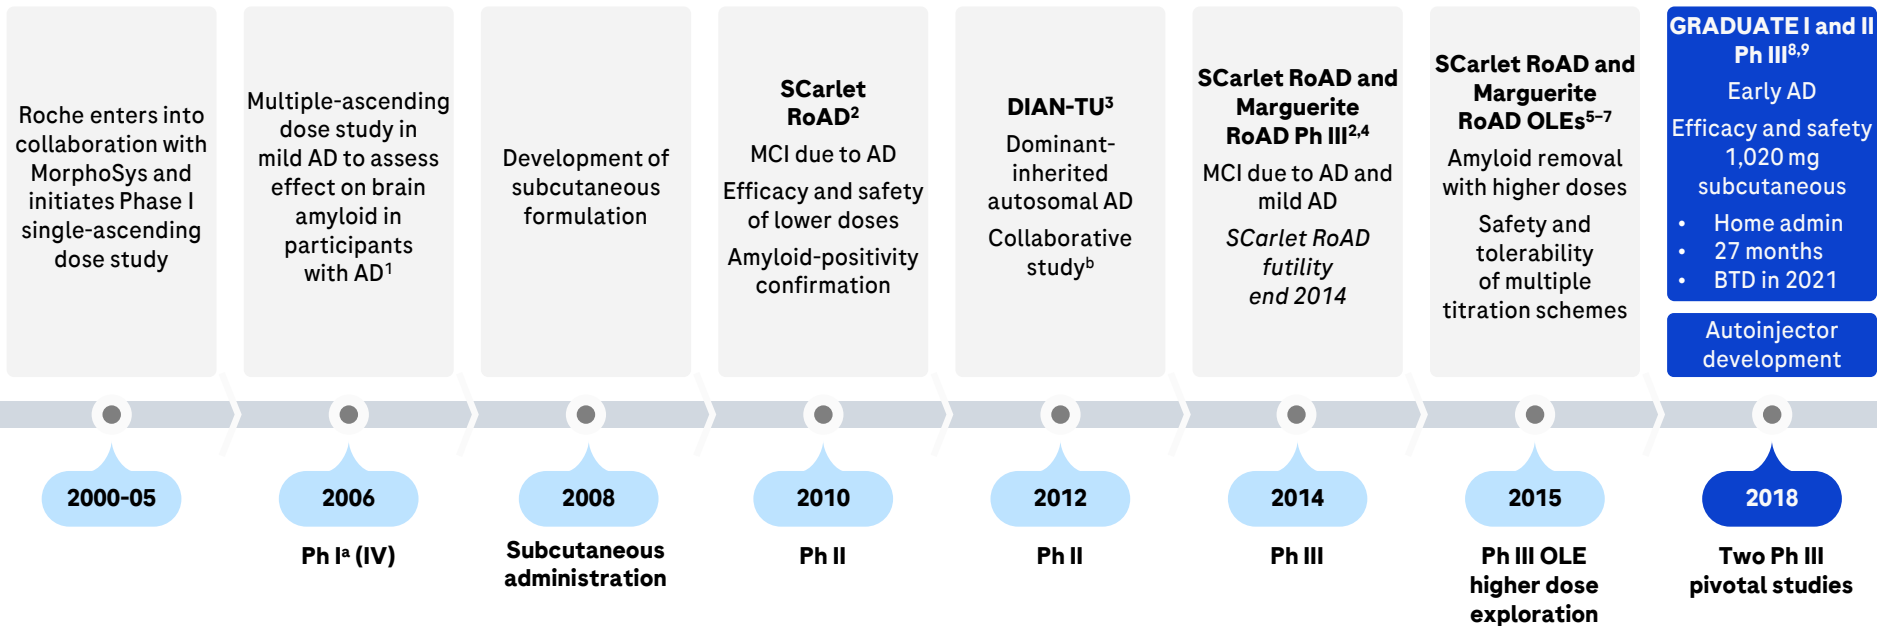 Roche enters into
collaboration with
MorphoSys and
initiates Phase I
single-ascending
dose study
2000-05
Multiple-ascending
dose study in
mild AD to assess
effect on brain
amyloid in
participants
with AD¹
2006
Ph Iᵃ (IV)
Development of
subcutaneous
formulation
2008
Subcutaneous
administration
SCarlet
RoAD²
MCI due to AD
Efficacy and safety
of lower doses
Amyloid-positivity
confirmation
2010
Ph II
DIAN-TU³
Dominant-
inherited
autosomal AD
Collaborative
studyᵇ
2012
Ph II
SCarlet RoAD and
Marguerite
RoAD Ph III²,⁴
MCI due to AD and
mild AD
SCarlet RoAD
futility
end 2014
2014
Ph III
SCarlet RoAD and
Marguerite
RoAD OLEs⁵⁻⁷
Amyloid removal
with higher doses
Safety and
tolerability
of multiple
titration schemes
2015
Ph III OLE
higher dose
exploration
GRADUATE I and II
Ph III⁸,⁹
Early AD
Efficacy and safety
1,020 mg
subcutaneous
• Home admin
• 27 months
• BTD in 2021
Autoinjector
development
2018
Two Ph III
pivotal studies